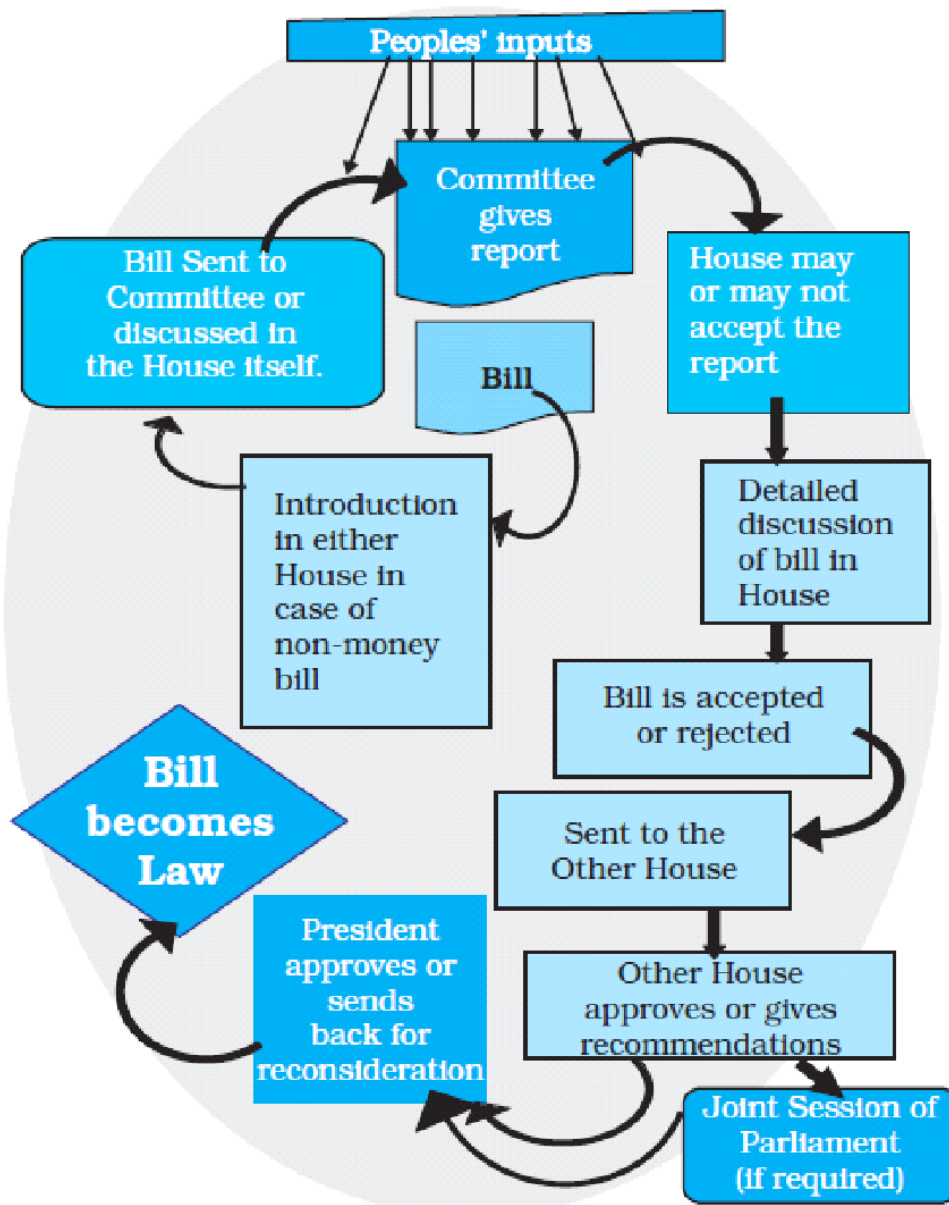 Peoples' inputs
Committee
gives
report
Bill Sent to
Committee or
discussed in
the House itself.
House may
or may not
accept the
report
Bill
Introduction
in either
House in
case of
non-money
bill
Detailed
discussion
of bill in
House
Bill is accepted
or rejected
Bill
becomes
Law
Sent to the
Other House
President
approves or
sends
back for
reconsideration
Other House
approves or gives
recommendations
Joint Session of
Parliament
(if required)